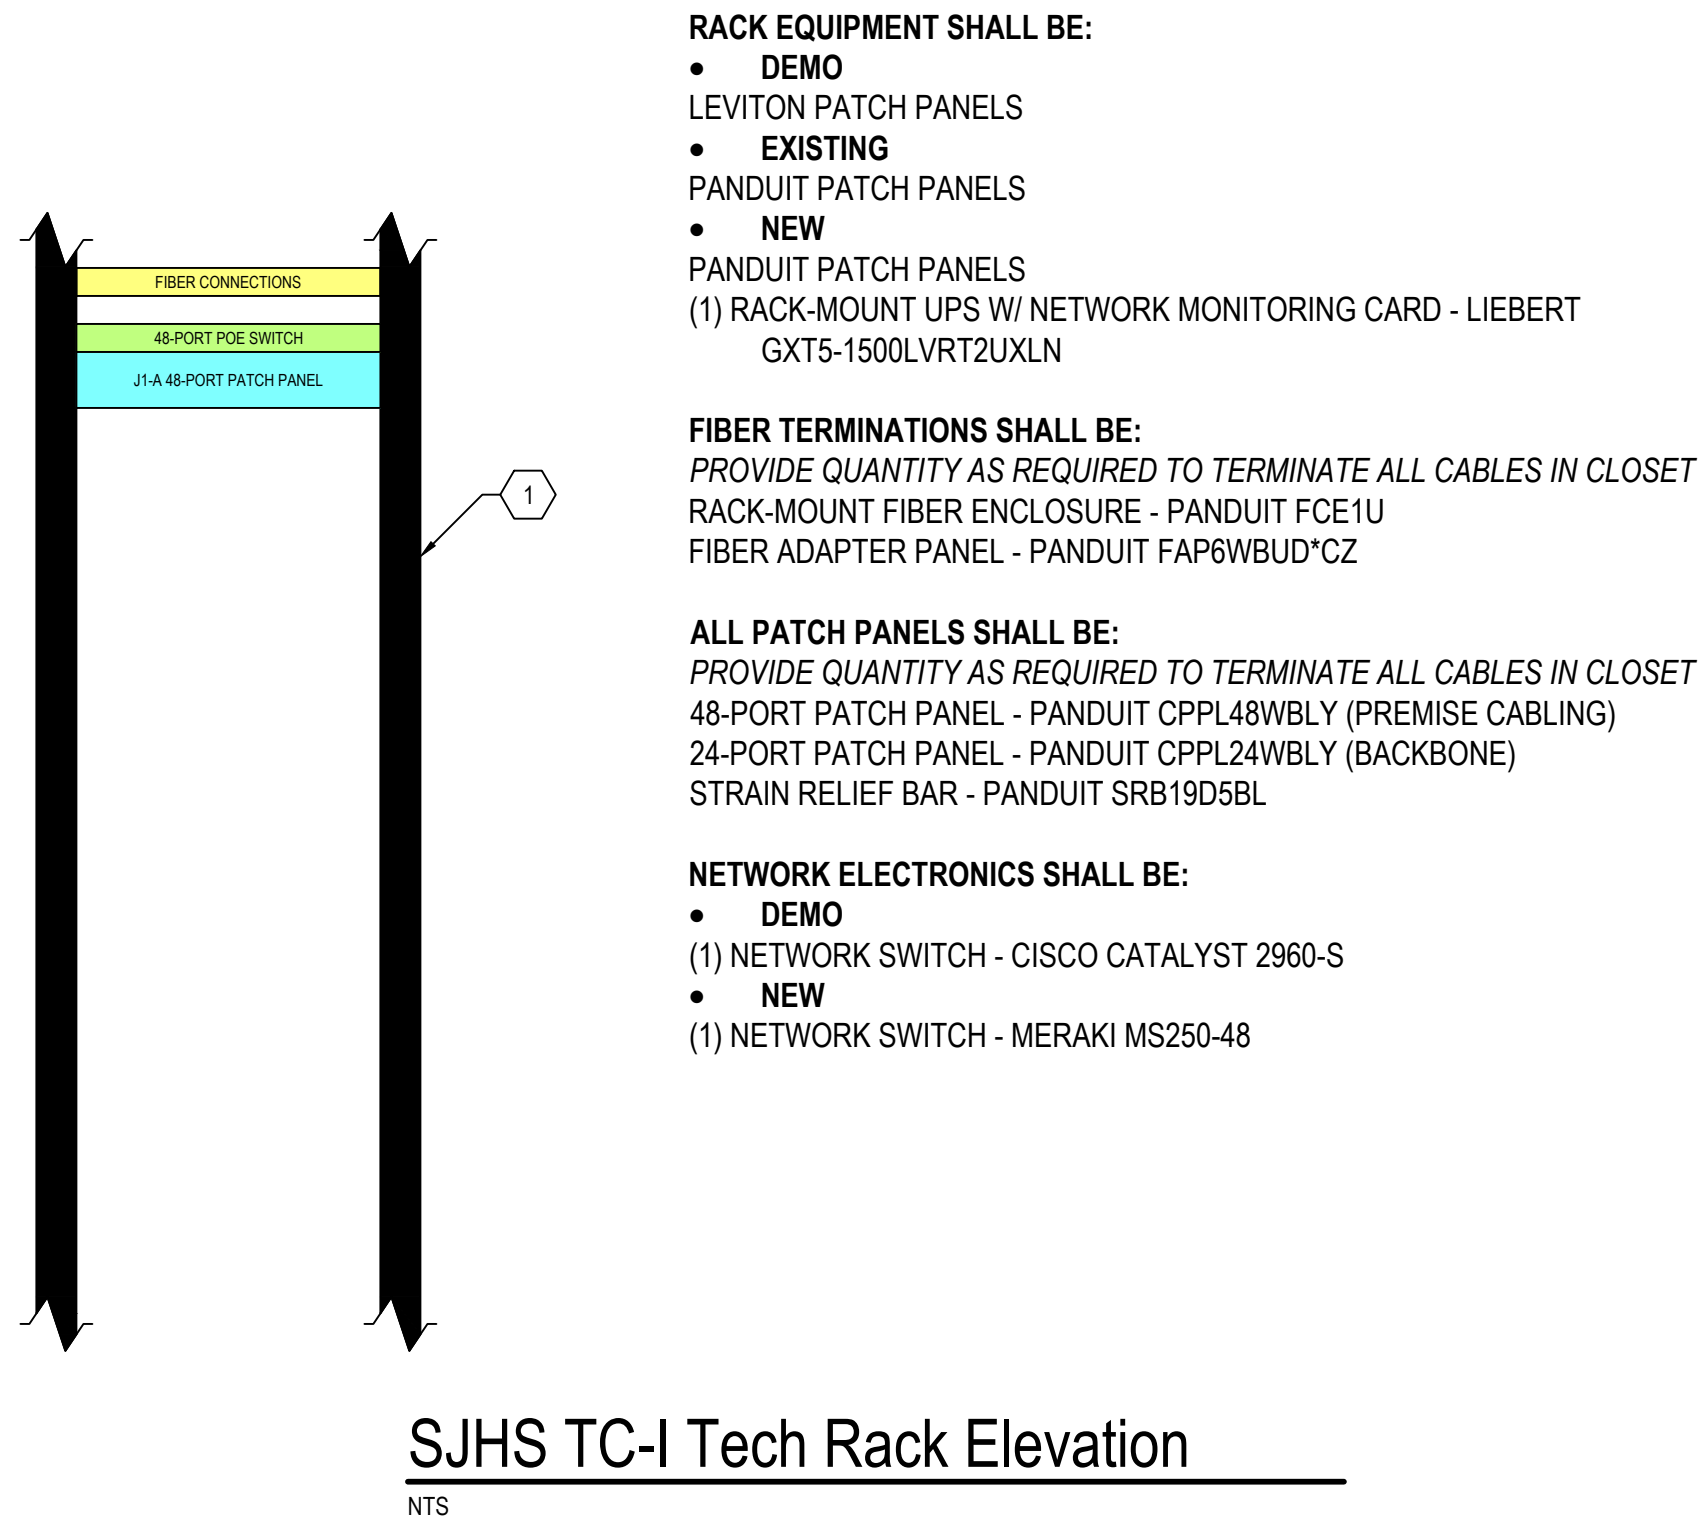 RACK EQUIPMENT SHALL BE:
• DEMO
LEVITON PATCH PANELS
• EXISTING
PANDUIT PATCH PANELS
• NEW
PANDUIT PATCH PANELS
(1) RACK-MOUNT UPS W/ NETWORK MONITORING CARD - LIEBERT
GXT5-1500LVRT2UXLN
FIBER TERMINATIONS SHALL BE:
PROVIDE QUANTITY AS REQUIRED TO TERMINATE ALL CABLES IN CLOSET
RACK-MOUNT FIBER ENCLOSURE - PANDUIT FCE1U
FIBER ADAPTER PANEL - PANDUIT FAP6WBUD*CZ
ALL PATCH PANELS SHALL BE:
PROVIDE QUANTITY AS REQUIRED TO TERMINATE ALL CABLES IN CLOSET
48-PORT PATCH PANEL - PANDUIT CPPL48WBLY (PREMISE CABLING)
24-PORT PATCH PANEL - PANDUIT CPPL24WBLY (BACKBONE)
STRAIN RELIEF BAR - PANDUIT SRB19D5BL
NETWORK ELECTRONICS SHALL BE:
• DEMO
(1) NETWORK SWITCH - CISCO CATALYST 2960-S
• NEW
(1) NETWORK SWITCH - MERAKI MS250-48
FIBER CONNECTIONS
48-PORT POE SWITCH
J1-A 48-PORT PATCH PANEL
1
SJHS TC-I Tech Rack Elevation
NTS